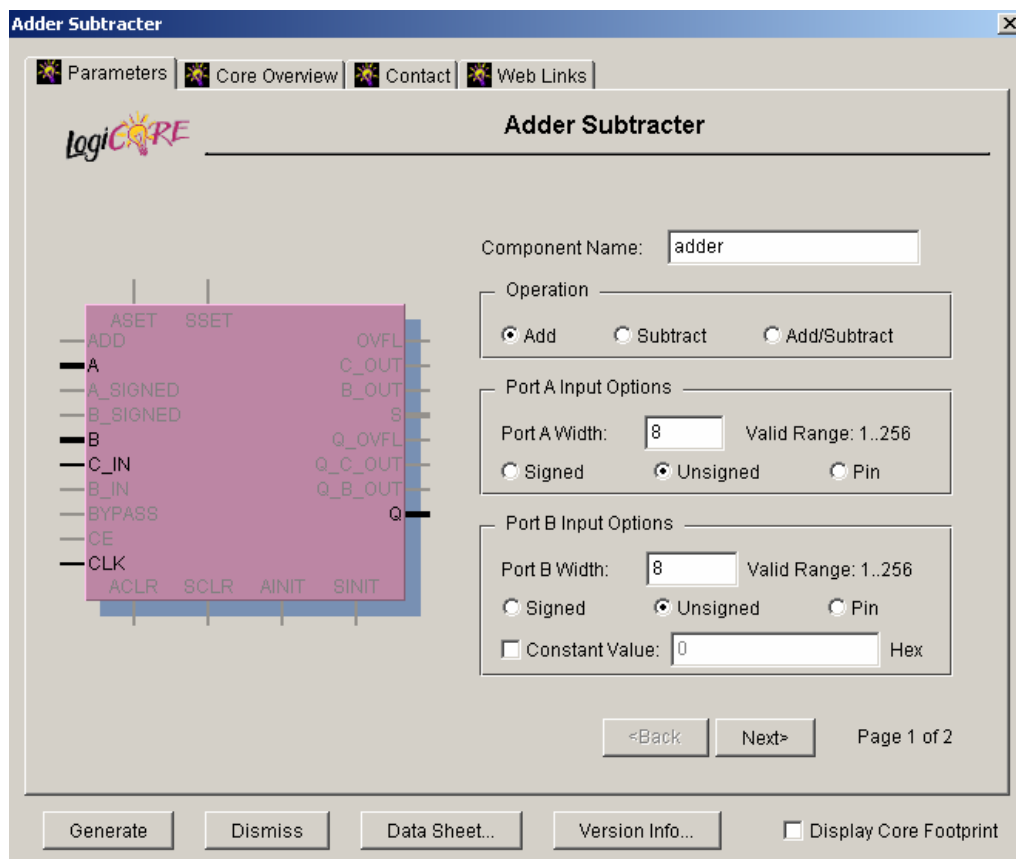 Adder Subtracter
Parameters Core Overview Contact Web Links
LogiCORE
Adder Subtracter
Component Name: adder
Operation
Add Subtract Add/Subtract
Port A Input Options
Port A Width: 8 Valid Range: 1..256
Signed Unsigned Pin
Port B Input Options
Port B Width: 8 Valid Range: 1..256
Signed Unsigned Pin
Constant Value: 0 Hex
ASET SSET
ADD OVFL
A C_OUT
A_SIGNED B_OUT
B_SIGNED S
B Q_OVFL
C_IN Q_C_OUT
B_IN Q_B_OUT
BYPASS Q
CE
CLK
ACLR SCLR AINIT SINIT
<Back Next> Page 1 of 2
Generate Dismiss Data Sheet... Version Info... Display Core Footprint